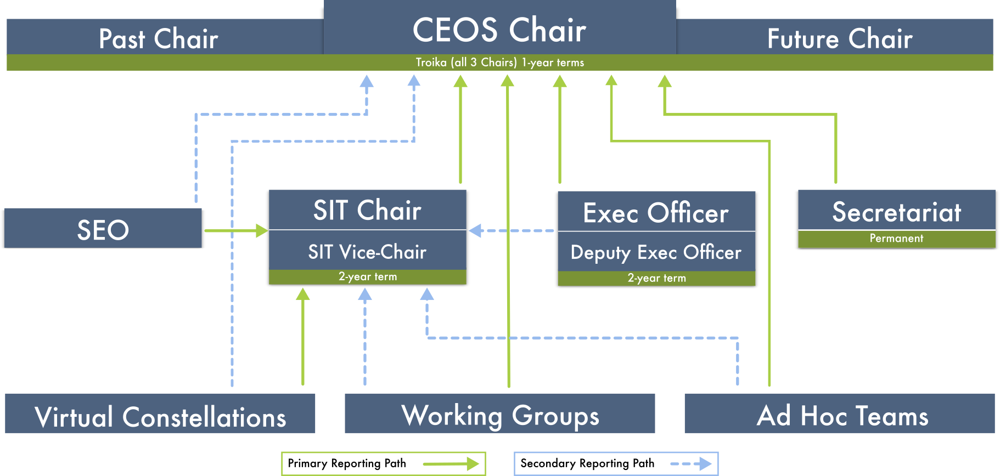 Past Chair
CEOS Chair
Future Chair
Troika (all 3 Chairs) 1-year terms
SEO
SIT Chair
SIT Vice-Chair
2-year term
Exec Officer
Deputy Exec Officer
2-year term
Secretariat
Permanent
Virtual Constellations
Working Groups
Ad Hoc Teams
Primary Reporting Path
Secondary Reporting Path